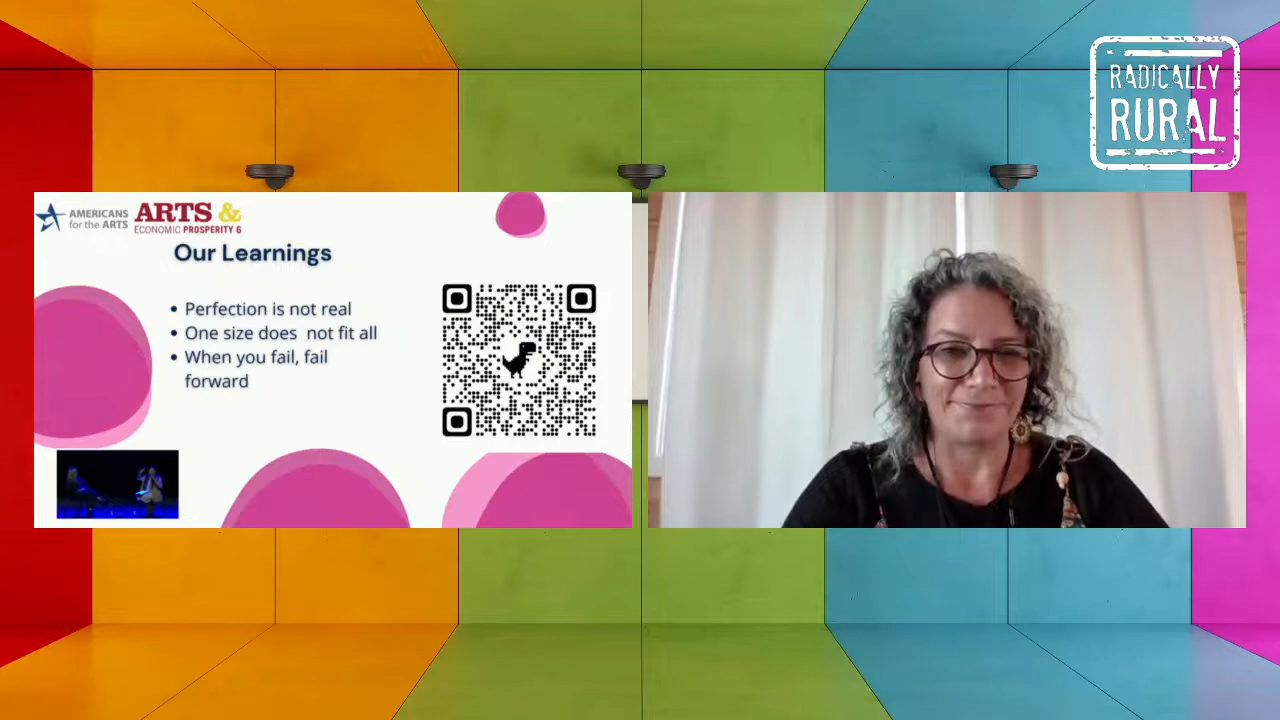 RADICALLY
RURAL
AMERICANS
for the ARTS
ARTS &
ECONOMIC PROSPERITY 6
Our Learnings
• Perfection is not real
• One size does  not fit all
• When you fail, fail
forward